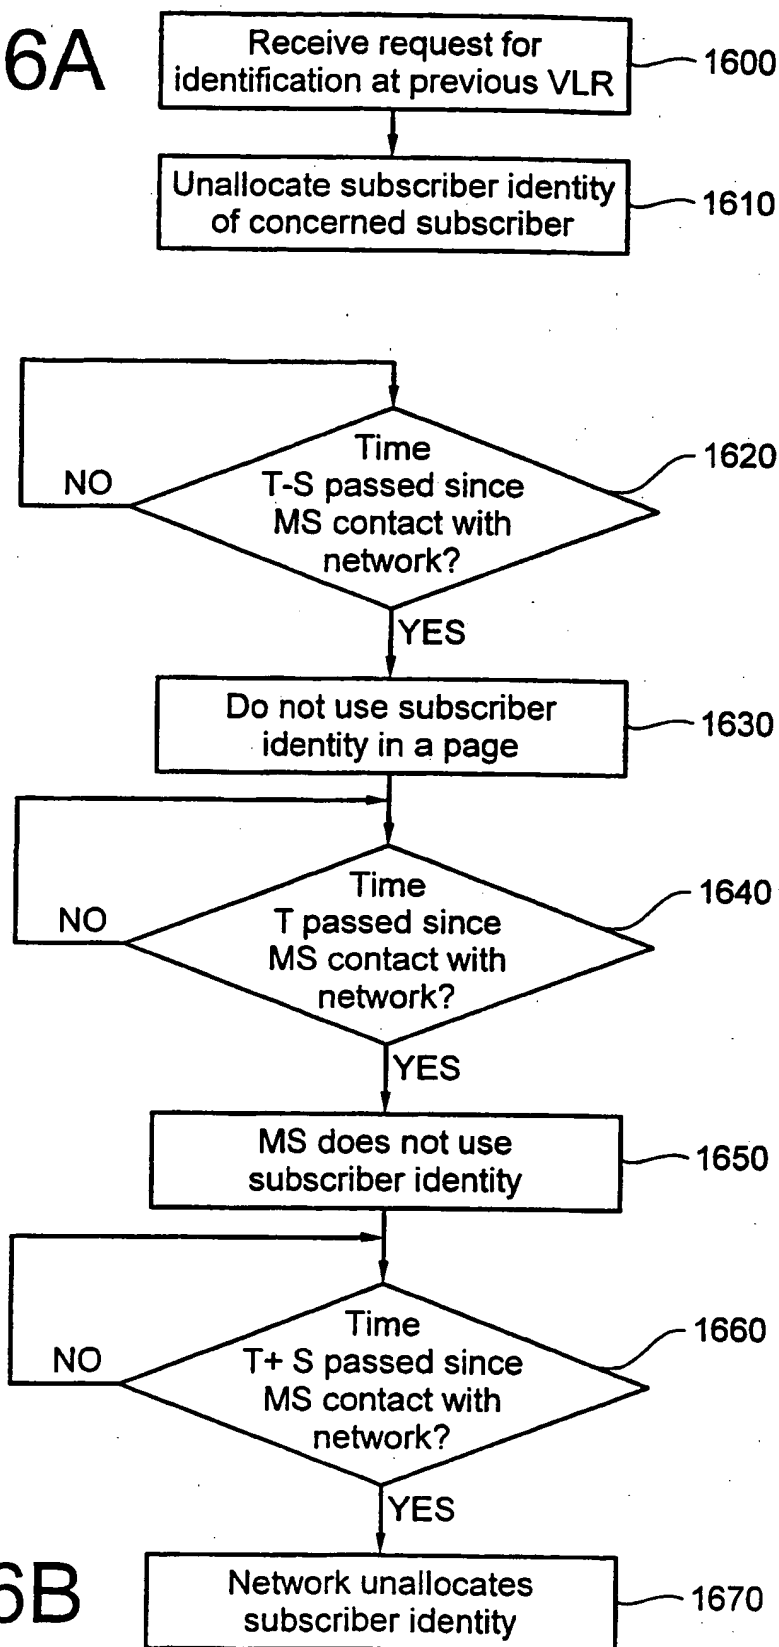 6A
Receive request for
identification at previous VLR
1600
Unallocate subscriber identity
of concerned subscriber
1610
Time
T-S passed since
MS contact with
network?
1620
NO
YES
Do not use subscriber
identity in a page
1630
Time
T passed since
MS contact with
network?
1640
NO
YES
MS does not use
subscriber identity
1650
Time
T+ S passed since
MS contact with
network?
1660
NO
YES
6B
Network unallocates
subscriber identity
1670